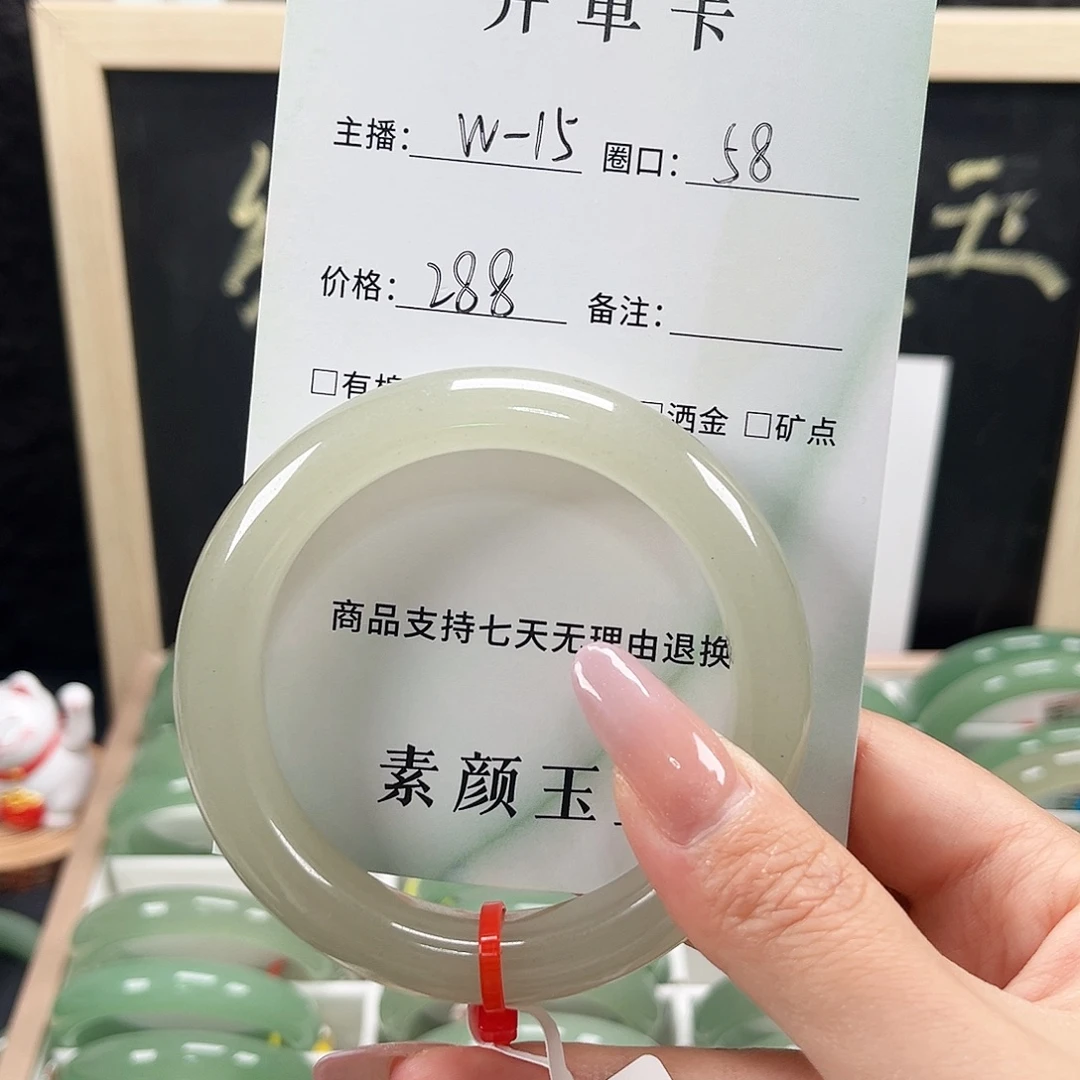 开单卡
主播: W-15 圈口: 58
价格: 288 备注:
□有 洒金 □矿点
商品支持七天无理由退换
素颜玉
玉